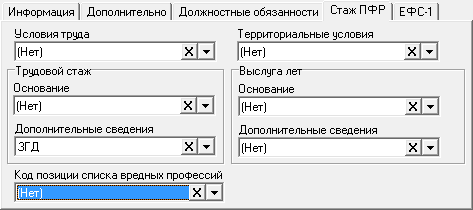 Информация Дополнительно Должностные обязанности Стаж ПФР ЕФС-1
Условия труда Территориальные условия
(Нет) (Нет)
Трудовой стаж Выслуга лет
Основание Основание
(Нет) (Нет)
Дополнительные сведения Дополнительные сведения
ЗГД (Нет)
Код позиции списка вредных профессий
(Нет)